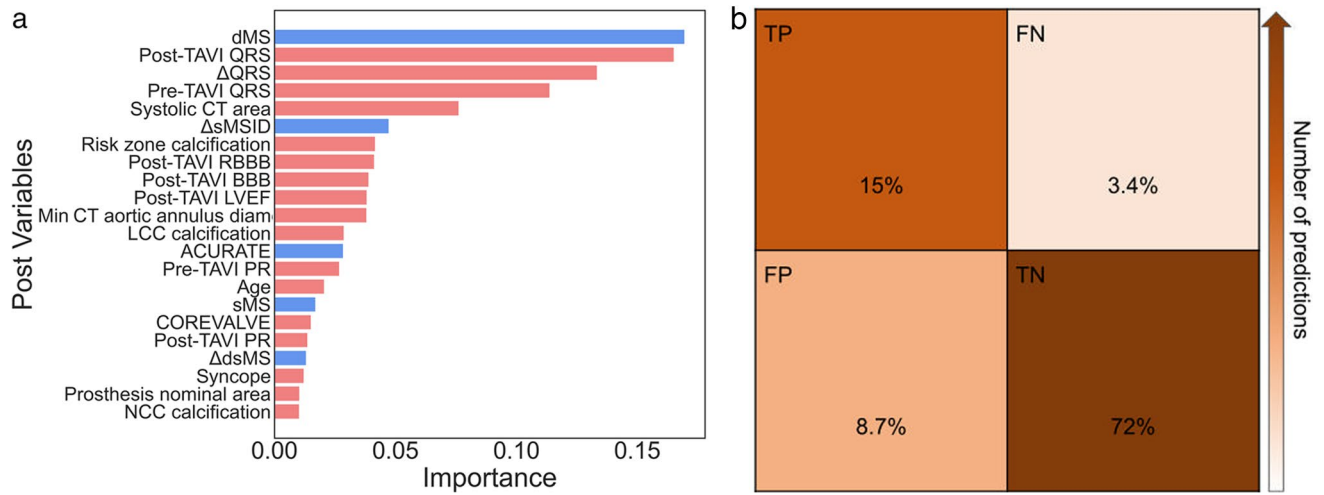 a
Post Variables
dMS
Post-TAVI QRS
ΔQRS
Pre-TAVI QRS
Systolic CT area
ΔsMSID
Risk zone calcification
Post-TAVI RBBB
Post-TAVI BBB
Post-TAVI LVEF
Min CT aortic annulus diam
LCC calcification
ACURATE
Pre-TAVI PR
Age
sMS
COREVALVE
Post-TAVI PR
ΔdsMS
Syncope
Prosthesis nominal area
NCC calcification
0.00 0.05 0.10 0.15
Importance
b
TP FN
15% 3.4%
FP TN
8.7% 72%
Number of predictions